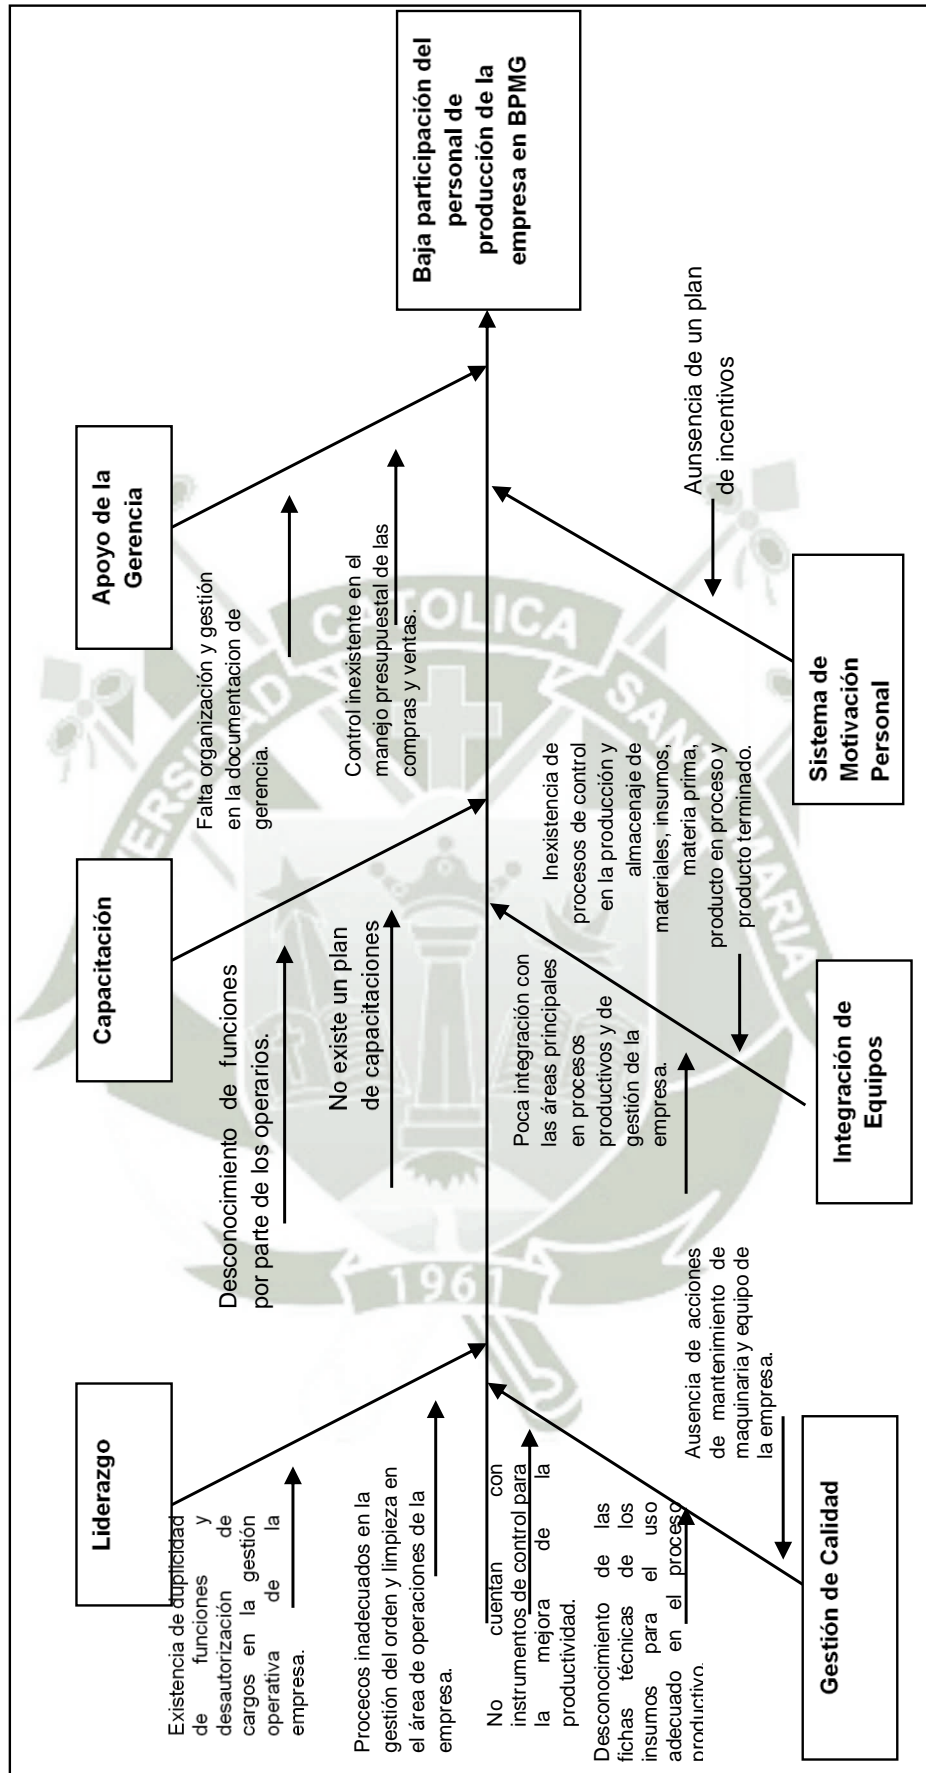 Liderazgo
Existencia de duplicidad
de funciones y
desautorización de
cargos en la gestión
operativa de la
empresa.
Procecos inadecuados en la
gestión del orden y limpieza en
el área de operaciones de la
empresa.
Capacitación
Desconocimiento de funciones
por parte de los operarios.
No existe un plan
de capacitaciones
Apoyo de la
Gerencia
Falta organización y gestión
en la documentacion de
gerencia.
Control inexistente en el
manejo presupuestal de las
compras y ventas.
Baja participación del
personal de
producción de la
empresa en BPMG
No cuentan con
instrumentos de control para
la mejora de la
productividad.
Desconocimiento de las
fichas técnicas de los
insumos para el uso
adecuado en el proceso
productivo.
Ausencia de acciones
de mantenimiento de
maquinaria y equipo de
la empresa.
Gestión de Calidad
Poca integración con
las áreas principales
en procesos
productivos y de
gestión de la
empresa.
Inexistencia de
procesos de control
en la producción y
almacenaje de
materiales, insumos,
materia prima,
producto en proceso y
producto terminado.
Integración de
Equipos
Aunsencia de un plan
de incentivos
Sistema de
Motivación
Personal
CATOLICA
1961